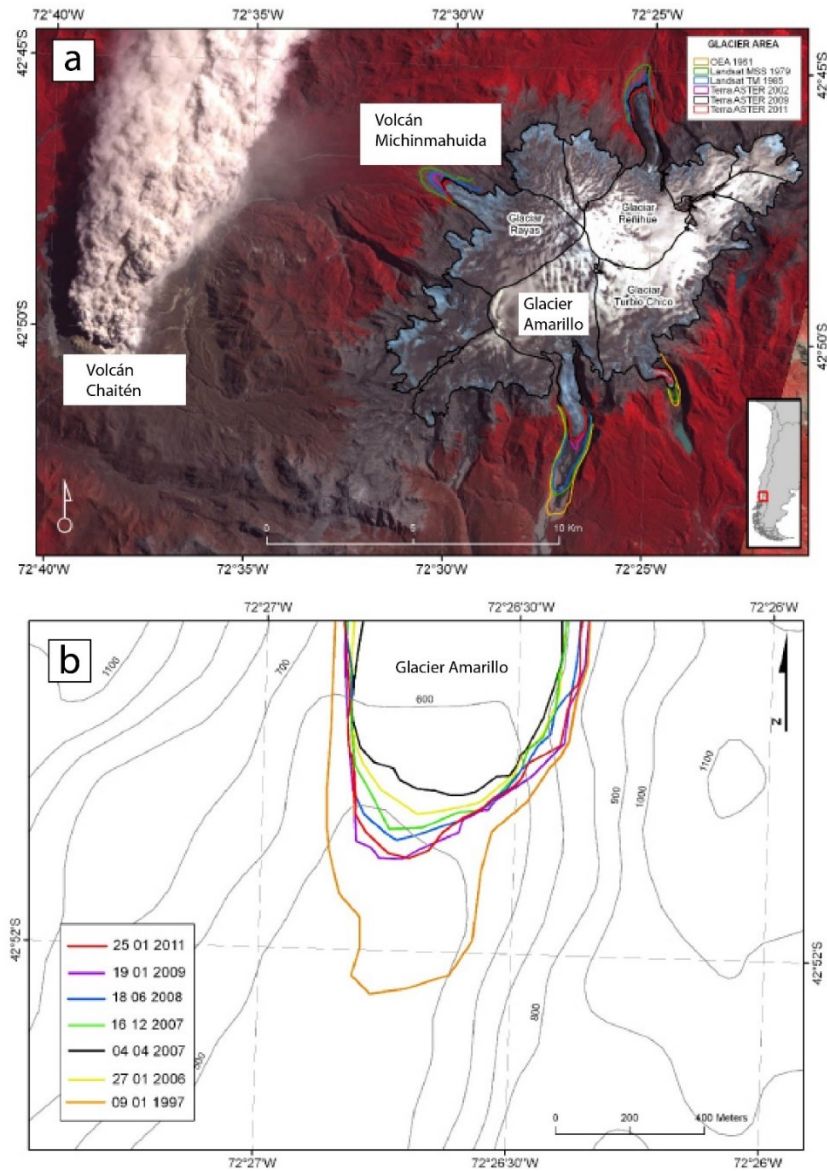 72°40'W
72°35'W
72°30'W
72°25'W
42°45'S
42°45'S
a
GLACIER AREA
OEA 1961
Landsat MSS 1979
Landsat TM 1985
Terra ASTER 2002
Terra ASTER 2009
Terra ASTER 2011
Volcán
Michinmahuida
Glaciar
Rayas
Glaciar
Reñihue
Glaciar
Turbio Chico
Glacier
Amarillo
42°50'S
42°50'S
Volcán
Chaitén
0
5
10 Km
72°40'W
72°35'W
72°30'W
72°25'W
72°27'W
72°26'30"W
72°26'W
b
Glacier Amarillo
1100
700
600
N
900
1000
1100
42°52'S
42°52'S
25 01 2011
19 01 2009
18 06 2008
16 12 2007
04 04 2007
27 01 2006
09 01 1997
800
0
200
400 Meters
72°27'W
72°26'30"W
72°26'W